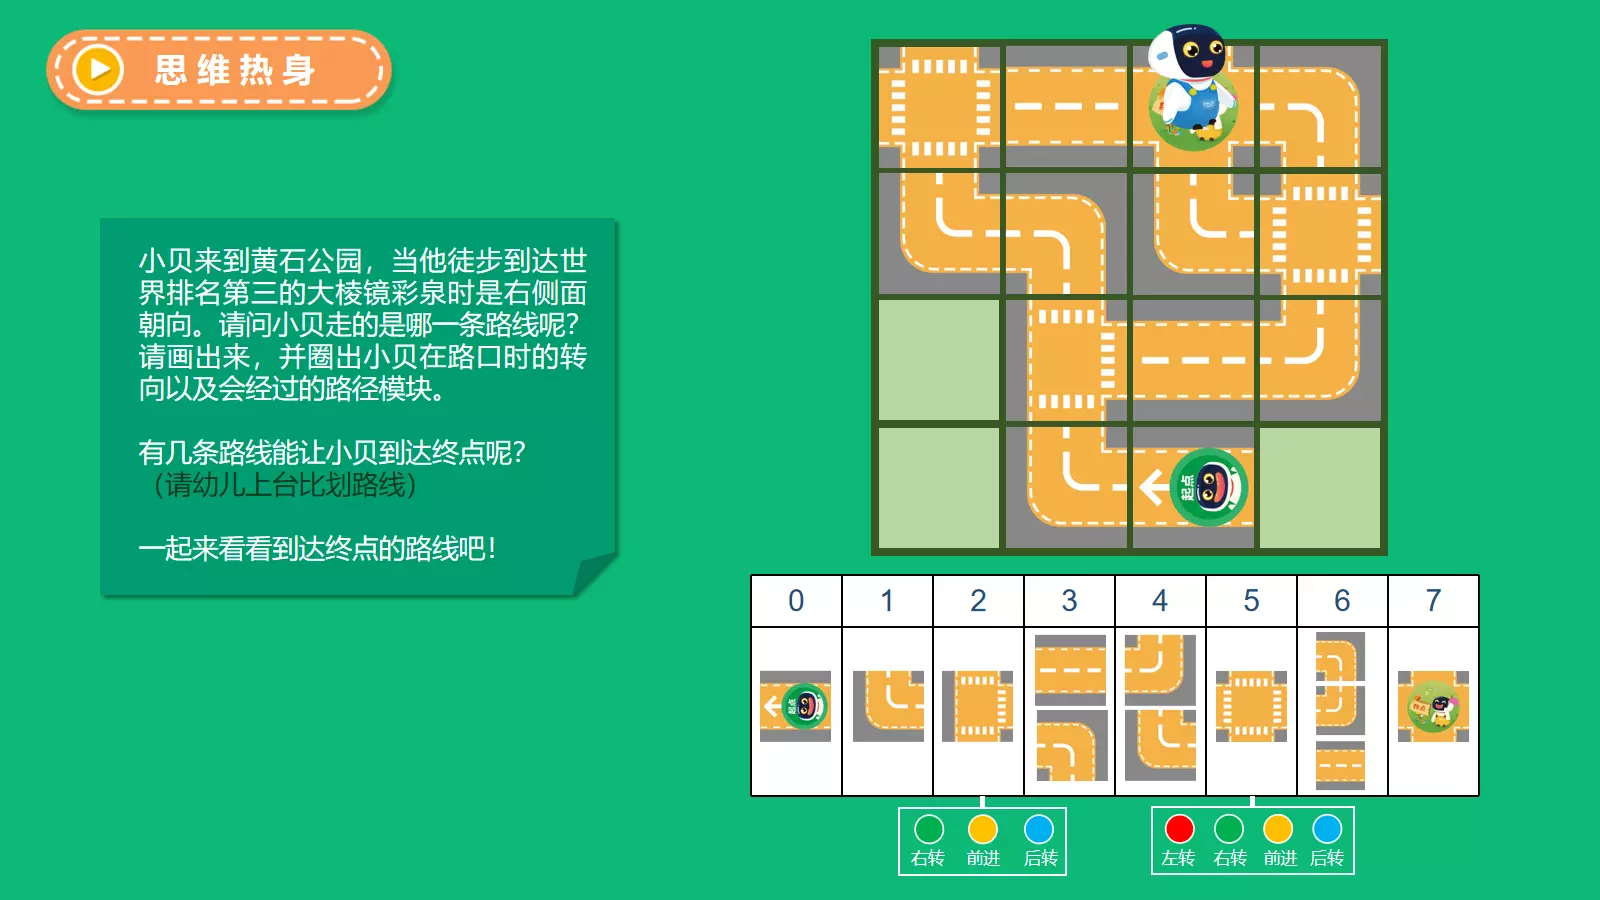 思维热身
小贝来到黄石公园，当他徒步到达世
界排名第三的大棱镜彩泉时是右侧面
朝向。请问小贝走的是哪一条路线呢？
请画出来，并圈出小贝在路口时的转
向以及会经过的路径模块。
有几条路线能让小贝到达终点呢？
（请幼儿上台比划路线）
一起来看看到达终点的路线吧！
起点
0 1 2 3 4 5 6 7
起点
终点
右转 前进 后转
左转 右转 前进 后转